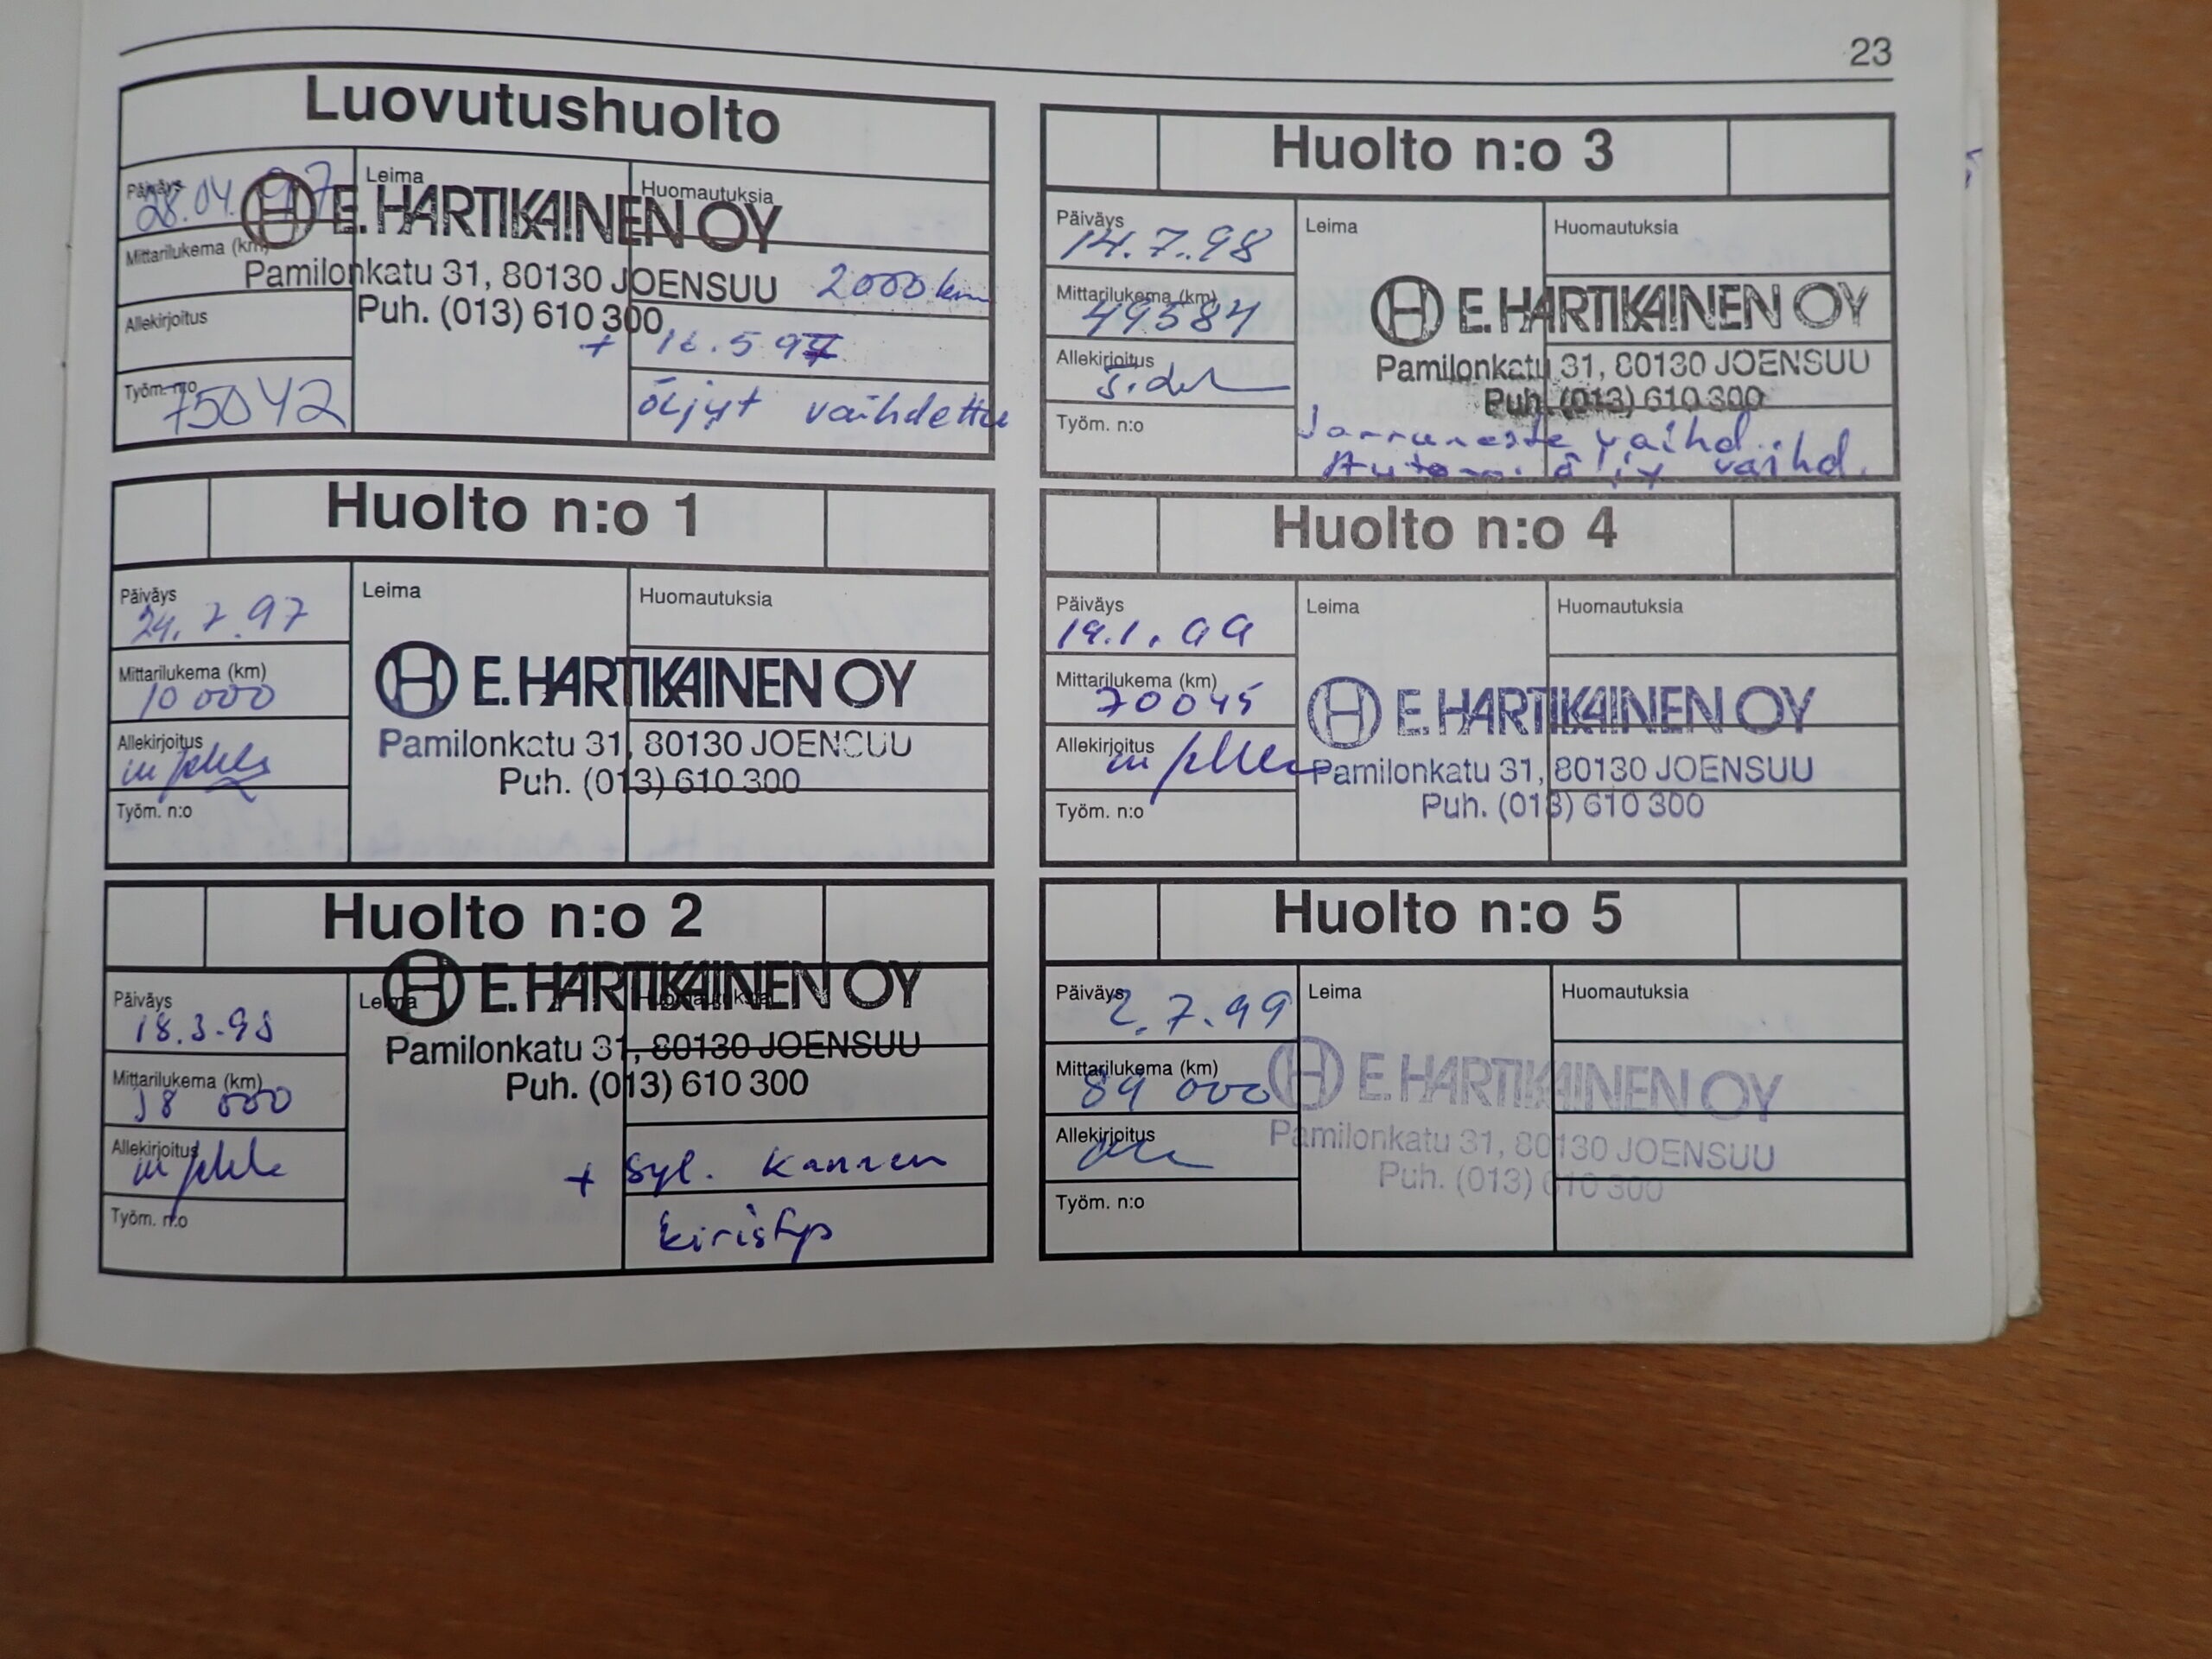 23
Luovutushuolto
Päiväys
28.04.97
Leima
Huomautuksia
E. HARTIKAINEN OY
Mittarilukema (km)
Pamilonkatu 31, 80130 JOENSUU
2000 km
Puh. (013) 610 300
Allekirjoitus
+ 16.5 97
Työm. n:o
75042
öljyt vaihdettu
Huolto n:o 1
Päiväys
24.7.97
Leima
Huomautuksia
Mittarilukema (km)
10 000
E. HARTIKAINEN OY
Pamilonkatu 31, 80130 JOENSUU
Puh. (013) 610 300
Allekirjoitus
Työm. n:o
Huolto n:o 2
E. HARTIKAINEN OY
Päiväys
18.3.98
Leima
Huomautuksia
Pamilonkatu 31, 80130 JOENSUU
Puh. (013) 610 300
Mittarilukema (km)
Allekirjoitus
+ Syl. kannen
Työm. n:o
kiristys
Huolto n:o 3
Päiväys
14.7.98
Leima
Huomautuksia
Mittarilukema (km)
49584
E. HARTIKAINEN OY
Pamilonkatu 31, 80130 JOENSUU
Puh. (013) 610 300
Allekirjoitus
Työm. n:o
Jarruneste vaihd.
öljy vaihd.
Huolto n:o 4
Päiväys
19.1.99
Leima
Huomautuksia
Mittarilukema (km)
70045
E. HARTIKAINEN OY
Pamilonkatu 31, 80130 JOENSUU
Puh. (013) 610 300
Allekirjoitus
Työm. n:o
Huolto n:o 5
Päiväys
2.7.99
Leima
Huomautuksia
Mittarilukema (km)
89 000
E. HARTIKAINEN OY
Pamilonkatu 31, 80130 JOENSUU
Puh. (013) 610 300
Allekirjoitus
Työm. n:o